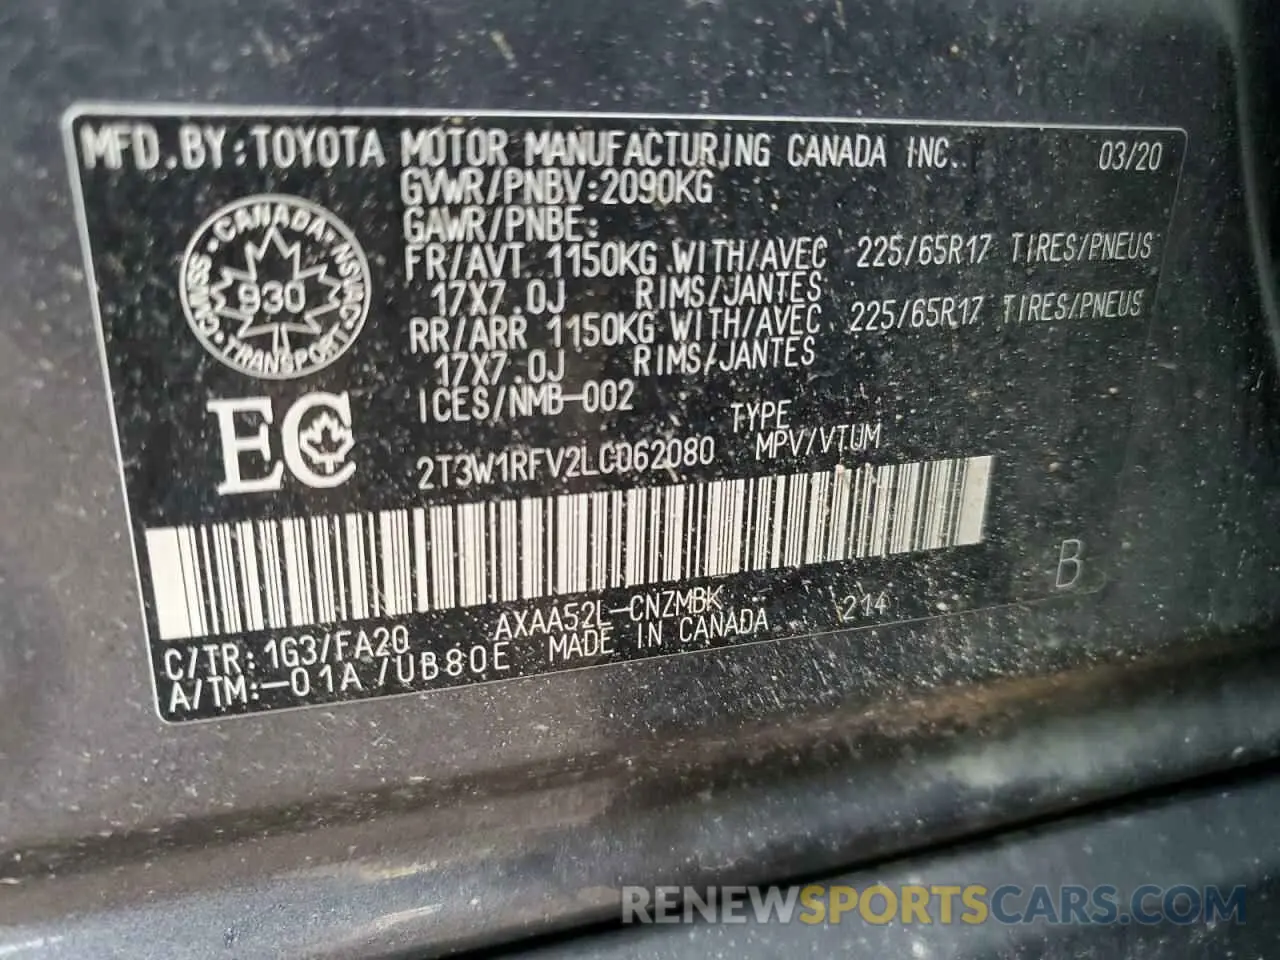 MFD.BY:TOYOTA MOTOR MANUFACTURING CANADA INC. 03/20
GVWR/PNBV:2090KG
GAWR/PNBE:
FR/AVT 1150KG WITH/AVEC 225/65R17 TIRES/PNEUS
17X7.0J RIMS/JANTES
RR/ARR 1150KG WITH/AVEC 225/65R17 TIRES/PNEUS
17X7.0J RIMS/JANTES
ICES/NMB-002
CANADA
NSVAC
TRANSPORT
CMVSS
930
EC
TYPE
2T3W1RFV2LC062080 MPV/VTUM
AXAA52L-CNZMBK 214 B
C/TR:1G3/FA20
A/TM:-01A/UB80E MADE IN CANADA
RENEWSPORTSCARS.COM